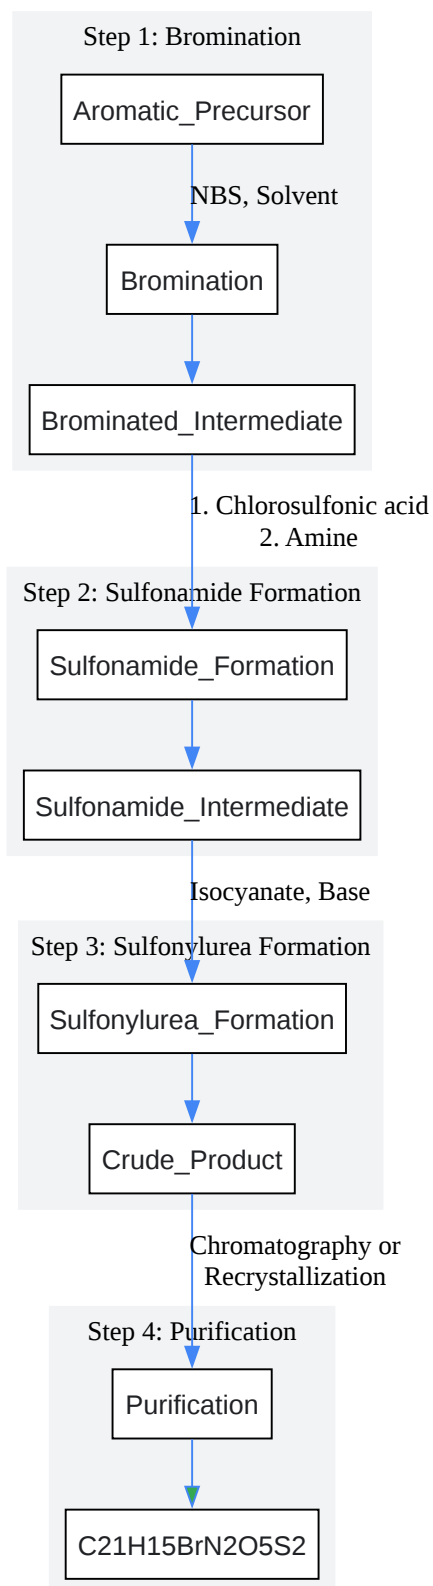 Step 1: Bromination
Aromatic_Precursor
NBS, Solvent
Bromination
Brominated_Intermediate
1. Chlorosulfonic acid
2. Amine
Step 2: Sulfonamide Formation
Sulfonamide_Formation
Sulfonamide_Intermediate
Isocyanate, Base
Step 3: Sulfonylurea Formation
Sulfonylurea_Formation
Crude_Product
Chromatography or
Recrystallization
Step 4: Purification
Purification
C21H15BrN2O5S2